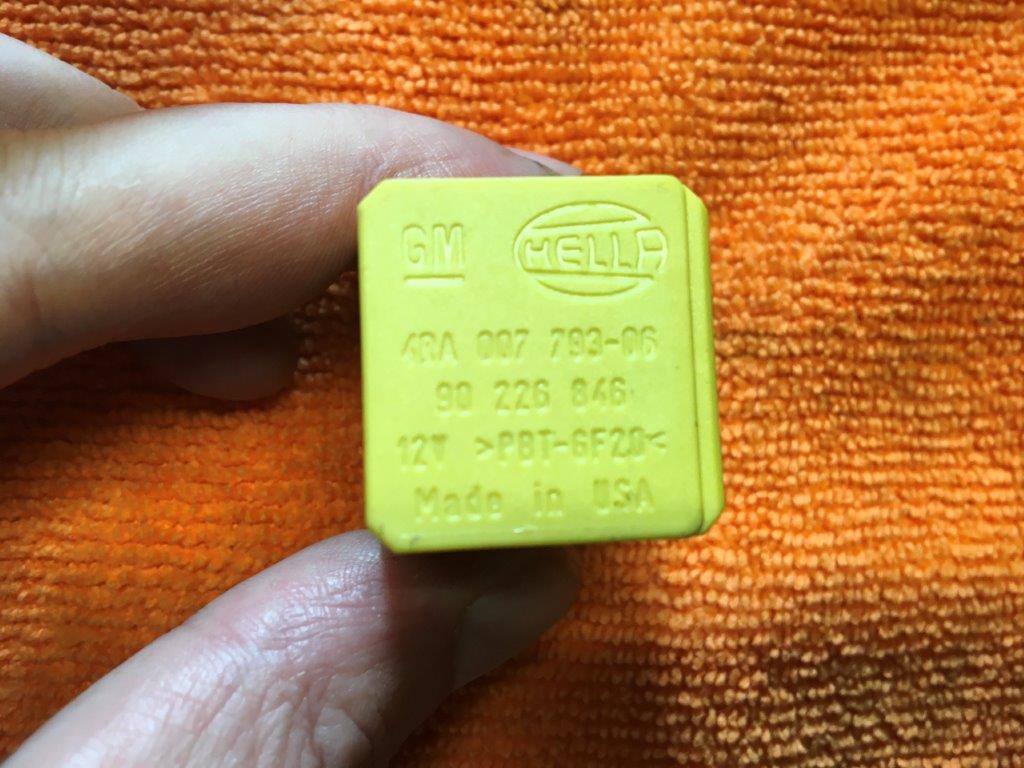 GM HELLA
4RA 007 793-06
90 226 846
12V >PBT-GF20<
Made in USA